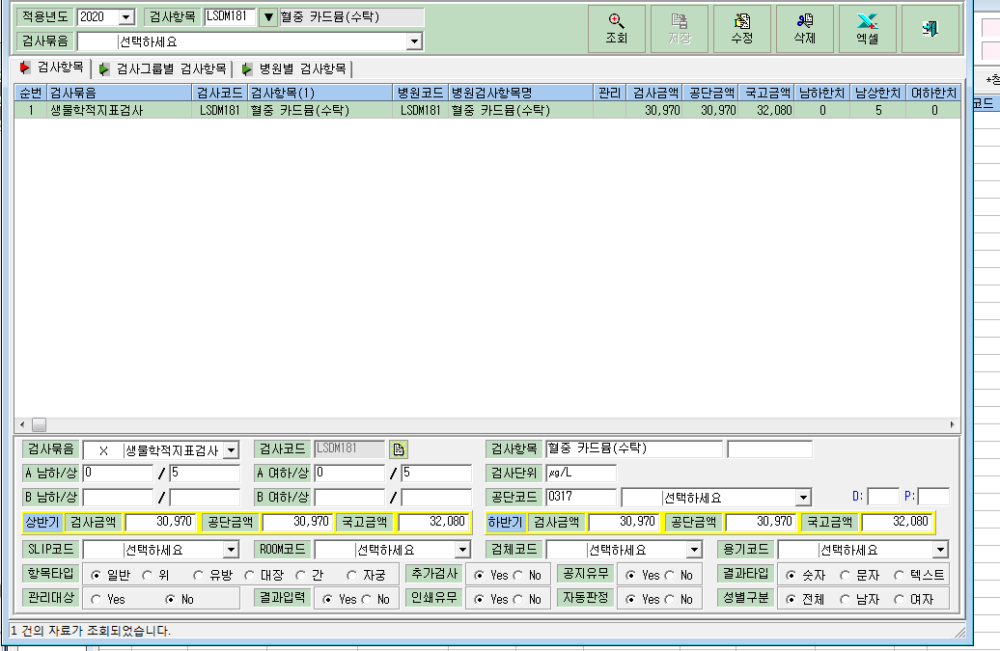 적용년도 2020 검사항목 LSDM181 혈중 카드뮴(수탁)
검사묶음 선택하세요
조회 저장 수정 삭제 엑셀
검사항목 검사그룹별 검사항목 병원별 검사항목
순번 검사묶음 검사코드 검사항목(1) 병원코드 병원검사항목명 관리 검사금액 공단금액 국고금액 남하한치 남상한치 여하한치
1 생물학적지표검사 LSDM181 혈중 카드뮴(수탁) LSDM181 혈중 카드뮴(수탁) 30,970 30,970 32,080 0 5 0
코드
검사묶음 X 생물학적지표검사 검사코드 LSDM181 검사항목 혈중 카드뮴(수탁)
A 남하/상 0 / 5 A 여하/상 0 / 5 검사단위 ㎍/L
B 남하/상 / B 여하/상 / 공단코드 0317 선택하세요 D: P:
상반기 검사금액 30,970 공단금액 30,970 국고금액 32,080 하반기 검사금액 30,970 공단금액 30,970 국고금액 32,080
SLIP코드 선택하세요 ROOM코드 선택하세요 검체코드 선택하세요 용기코드 선택하세요
항목타입 일반 위 유방 대장 간 자궁 추가검사 Yes No 공지유무 Yes No 결과타입 숫자 문자 텍스트
관리대상 Yes No 결과입력 Yes No 인쇄유무 Yes No 자동판정 Yes No 성별구분 전체 남자 여자
1 건의 자료가 조회되었습니다.